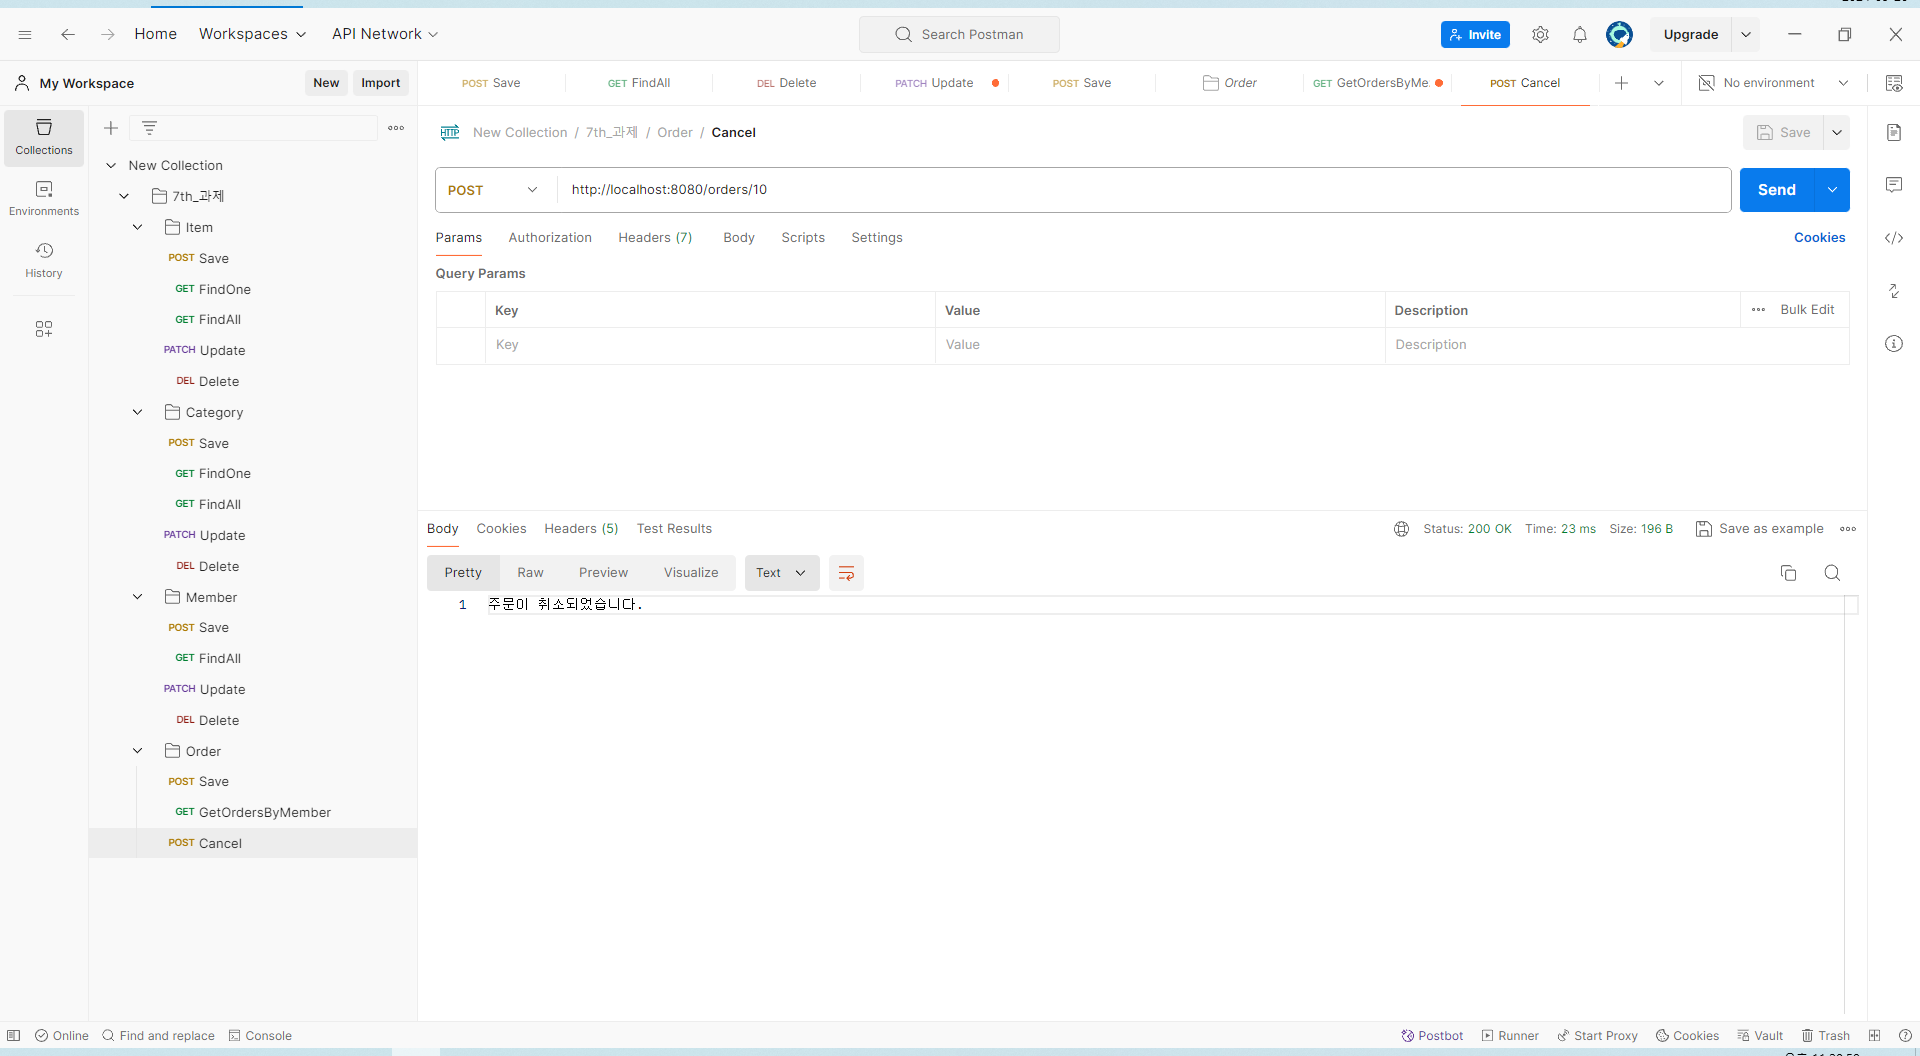 Home Workspaces API Network Search Postman Invite Upgrade
My Workspace New Import
POST Save GET FindAll DEL Delete PATCH Update POST Save Order GET GetOrdersByMe. POST Cancel No environment
Collections
Environments
History
New Collection
7th_과제
Item
POST Save
GET FindOne
GET FindAll
PATCH Update
DEL Delete
Category
POST Save
GET FindOne
GET FindAll
PATCH Update
DEL Delete
Member
POST Save
GET FindAll
PATCH Update
DEL Delete
Order
POST Save
GET GetOrdersByMember
POST Cancel
HTTP New Collection / 7th_과제 / Order / Cancel Save
POST http://localhost:8080/orders/10 Send
Params Authorization Headers (7) Body Scripts Settings Cookies
Query Params
Key Value Description Bulk Edit
Key Value Description
Body Cookies Headers (5) Test Results Status: 200 OK Time: 23 ms Size: 196 B Save as example
Pretty Raw Preview Visualize Text
1 주문이 취소되었습니다.
Online Find and replace Console Postbot Runner Start Proxy Cookies Vault Trash